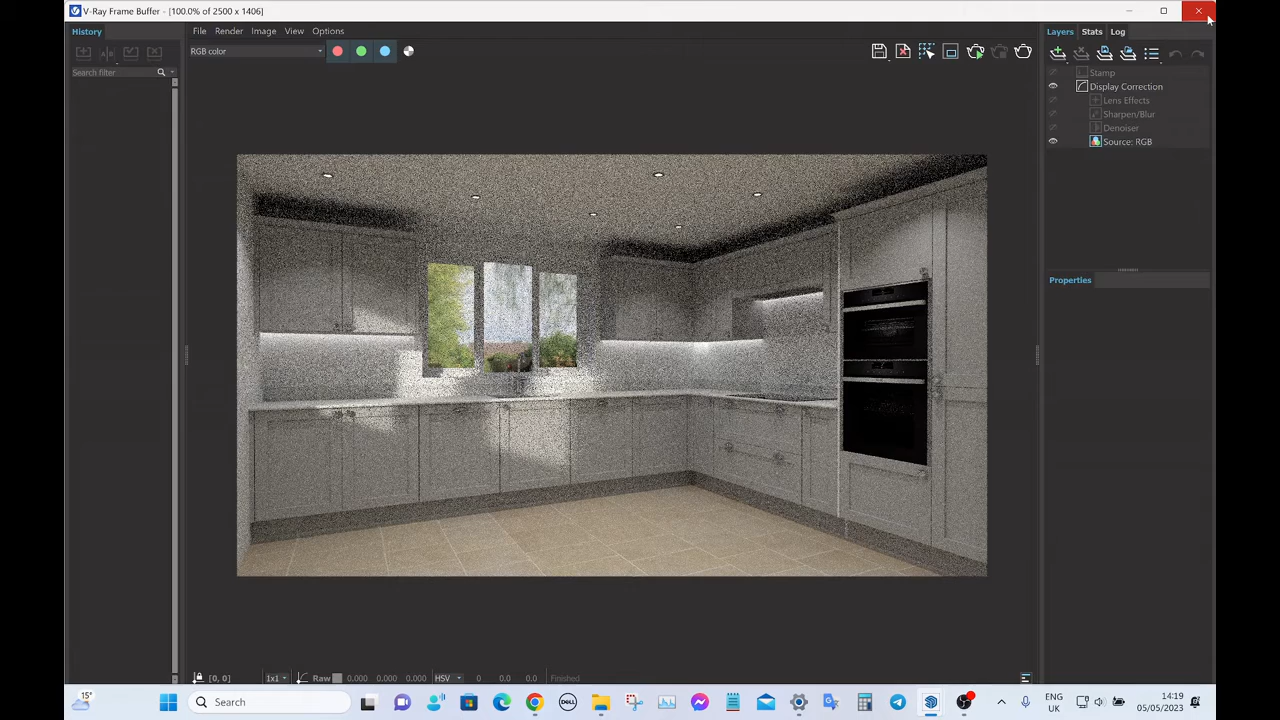 V-Ray Frame Buffer - [100.0% of 2500 x 1406]
History
File Render Image View Options
Layers Stats Log
RGB color
Search filter
Stamp
Display Correction
Lens Effects
Sharpen/Blur
Denoiser
Source: RGB
Properties
[0, 0] 1x1 Raw 0.000 0.000 0.000 HSV 0 0.0 0.0 Finished
15°
Search
DELL
ENG
UK
14:19
05/05/2023